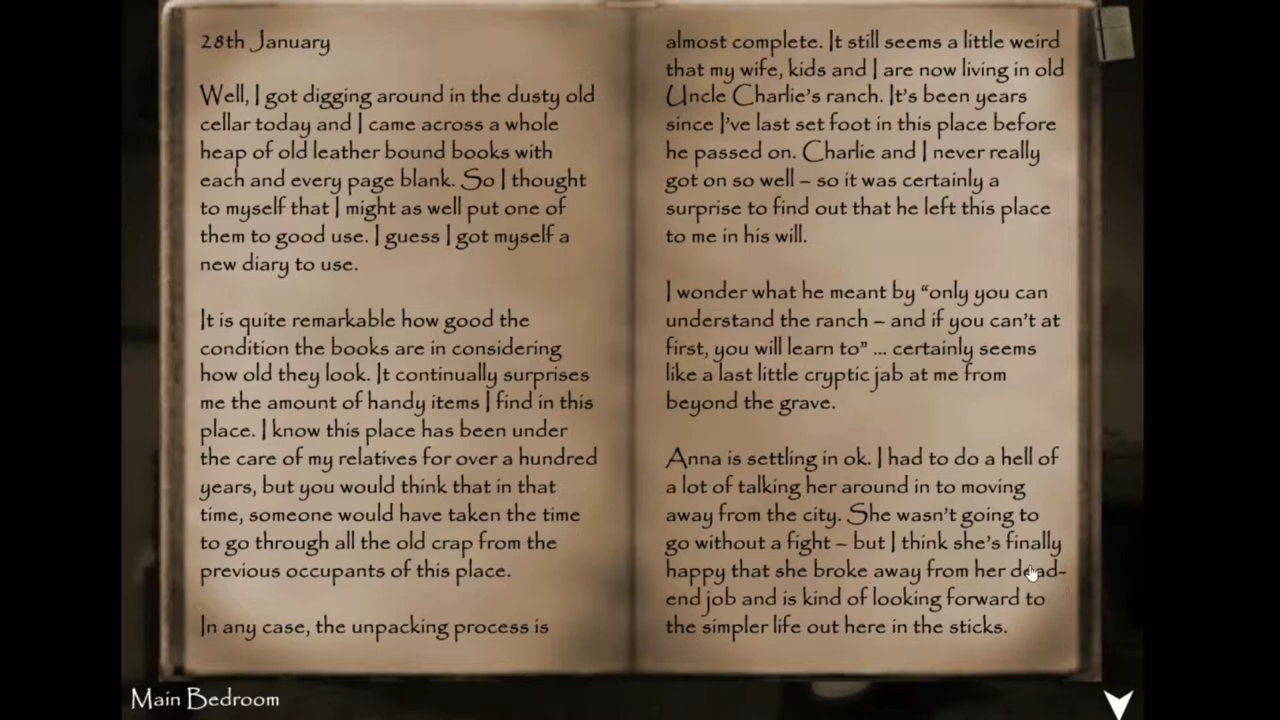 28th January
Well, I got digging around in the dusty old
cellar today and I came across a whole
heap of old leather bound books with
each and every page blank. So I thought
to myself that I might as well put one of
them to good use. I guess I got myself a
new diary to use.
It is quite remarkable how good the
condition the books are in considering
how old they look. It continually surprises
me the amount of handy items I find in this
place. I know this place has been under
the care of my relatives for over a hundred
years, but you would think that in that
time, someone would have taken the time
to go through all the old crap from the
previous occupants of this place.
In any case, the unpacking process is
almost complete. It still seems a little weird
that my wife, kids and I are now living in old
Uncle Charlie's ranch. It's been years
since I've last set foot in this place before
he passed on. Charlie and I never really
got on so well – so it was certainly a
surprise to find out that he left this place
to me in his will.
I wonder what he meant by “only you can
understand the ranch – and if you can't at
first, you will learn to” ... certainly seems
like a last little cryptic jab at me from
beyond the grave.
Anna is settling in ok. I had to do a hell of
a lot of talking her around in to moving
away from the city. She wasn't going to
go without a fight – but I think she's finally
happy that she broke away from her dead-
end job and is kind of looking forward to
the simpler life out here in the sticks.
Main Bedroom